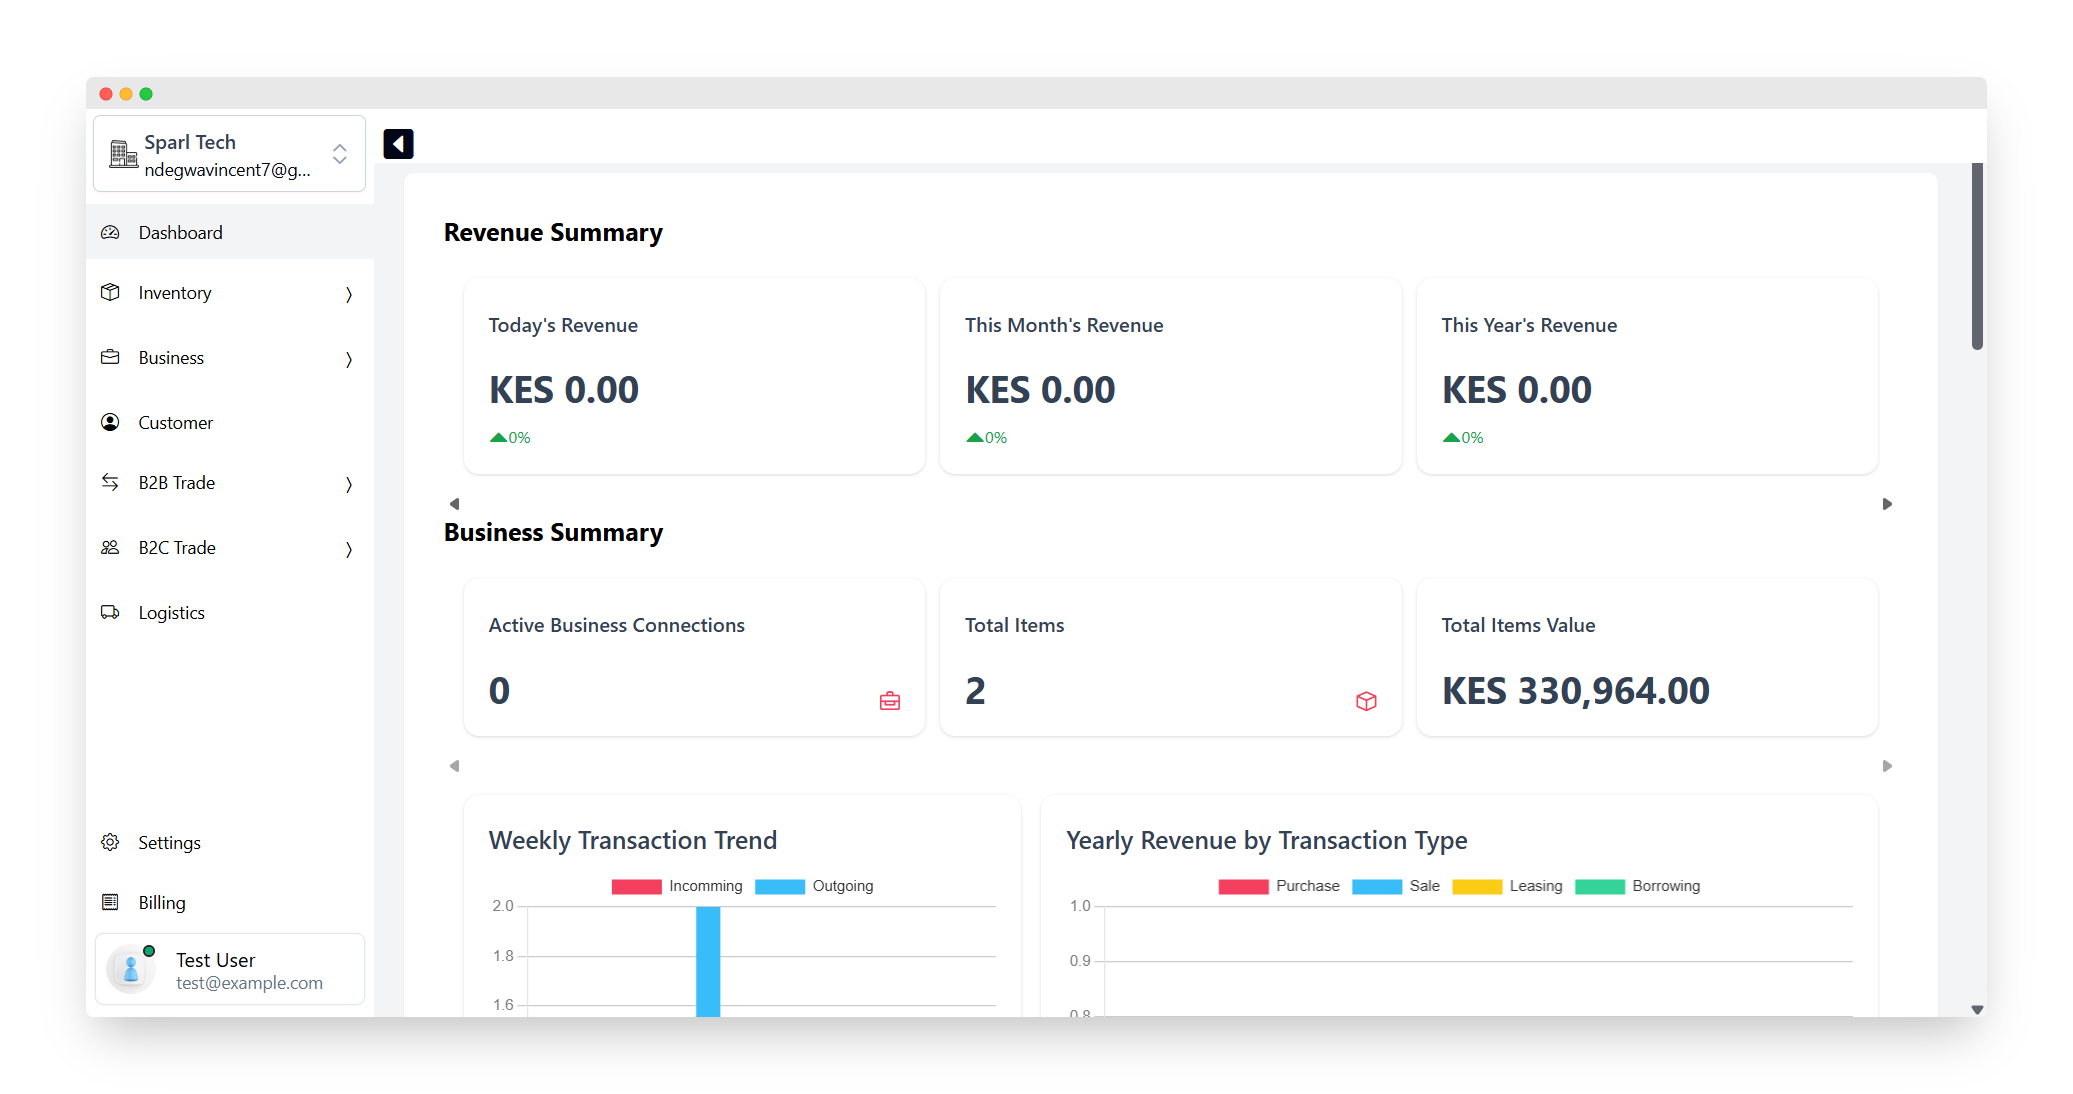 Sparl Tech
ndegwavincent7@g...
Dashboard
Inventory
Business
Customer
B2B Trade
B2C Trade
Logistics
Settings
Billing
Test User
test@example.com
Revenue Summary
Today's Revenue
KES 0.00
0%
This Month's Revenue
KES 0.00
0%
This Year's Revenue
KES 0.00
0%
Business Summary
Active Business Connections
0
Total Items
2
Total Items Value
KES 330,964.00
Weekly Transaction Trend
Incomming Outgoing
2.0
1.8
1.6
Yearly Revenue by Transaction Type
Purchase Sale Leasing Borrowing
1.0
0.9
0.8